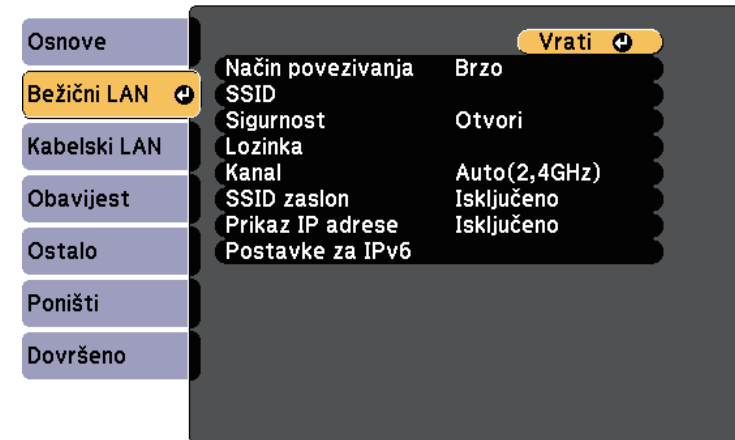 Osnove
Bežični LAN
Kabelski LAN
Obavijest
Ostalo
Poništi
Dovršeno
Vrati
Način povezivanja Brzo
SSID
Sigurnost Otvori
Lozinka
Kanal Auto(2,4GHz)
SSID zaslon Isključeno
Prikaz IP adrese Isključeno
Postavke za IPv6